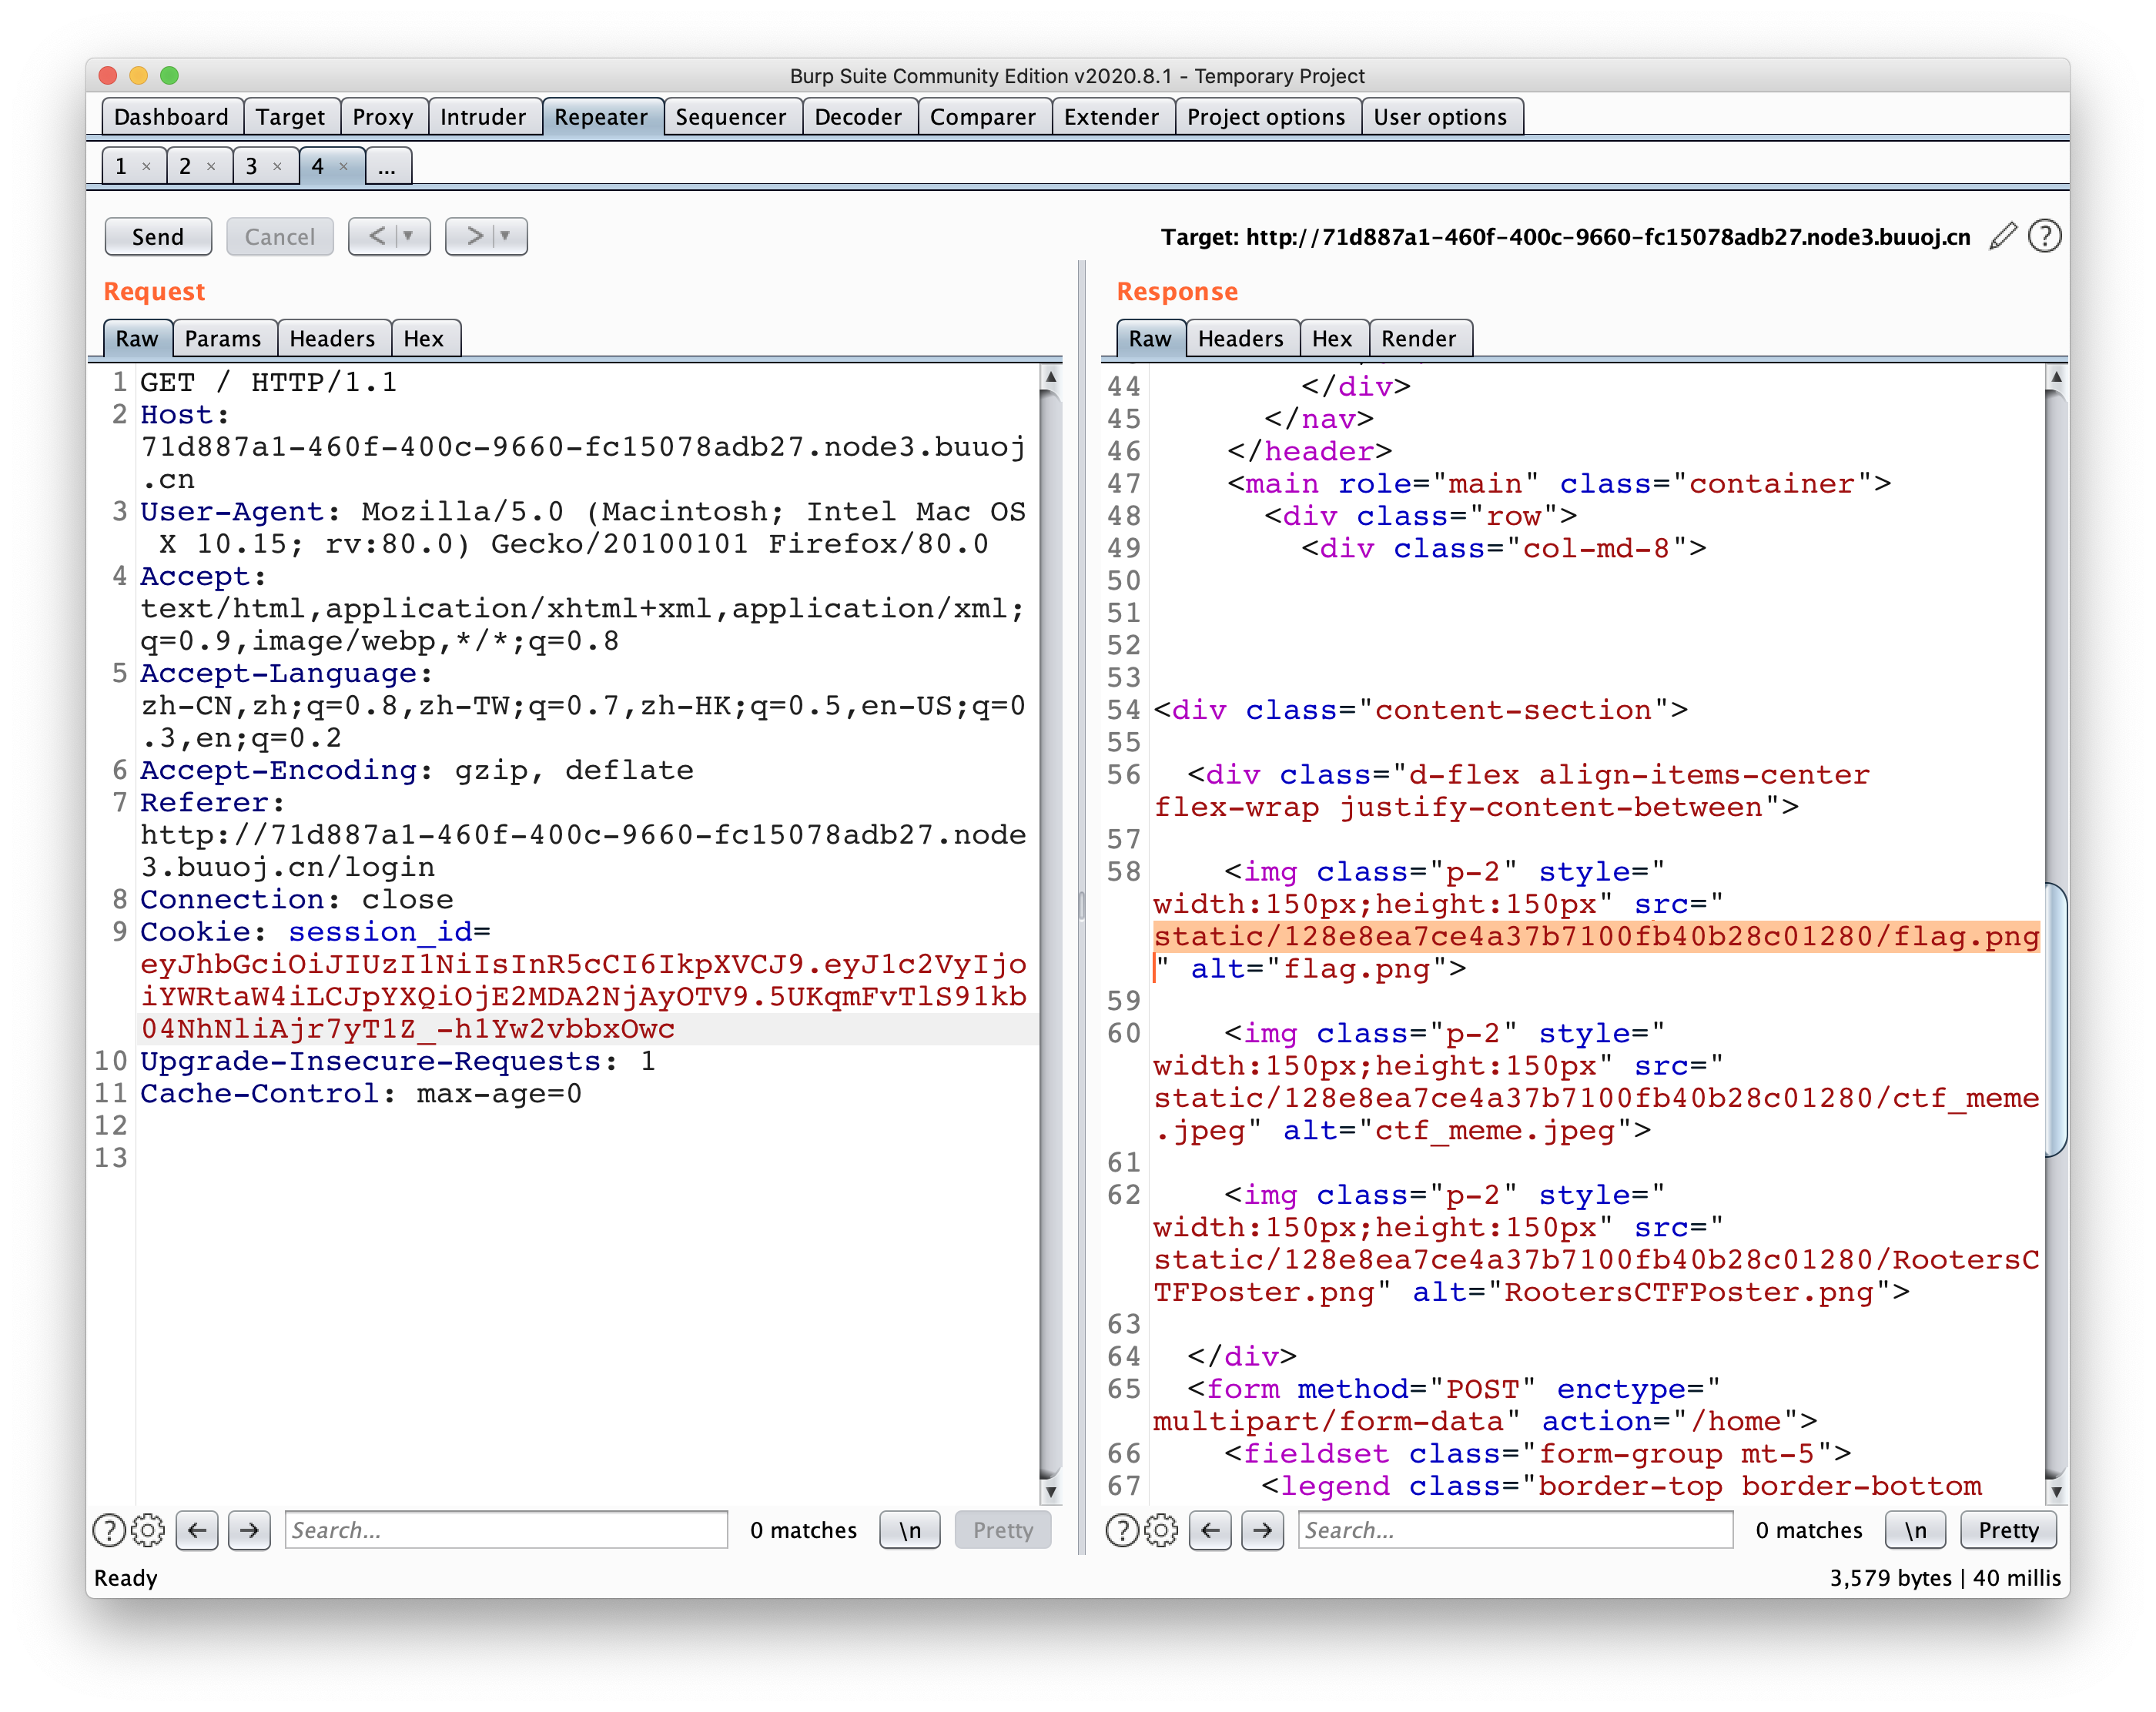 Burp Suite Community Edition v2020.8.1 - Temporary Project
Dashboard Target Proxy Intruder Repeater Sequencer Decoder Comparer Extender Project options User options
1 × 2 × 3 × 4 × ...
Send Cancel < ▼ > ▼ Target: http://71d887a1-460f-400c-9660-fc15078adb27.node3.buuoj.cn ?
Request
Raw Params Headers Hex
1 GET / HTTP/1.1
2 Host:
71d887a1-460f-400c-9660-fc15078adb27.node3.buuoj
.cn
3 User-Agent: Mozilla/5.0 (Macintosh; Intel Mac OS
X 10.15; rv:80.0) Gecko/20100101 Firefox/80.0
4 Accept:
text/html,application/xhtml+xml,application/xml;
q=0.9,image/webp,*/*;q=0.8
5 Accept-Language:
zh-CN,zh;q=0.8,zh-TW;q=0.7,zh-HK;q=0.5,en-US;q=0
.3,en;q=0.2
6 Accept-Encoding: gzip, deflate
7 Referer:
http://71d887a1-460f-400c-9660-fc15078adb27.node
3.buuoj.cn/login
8 Connection: close
9 Cookie: session_id=
eyJhbGciOiJIUzI1NiIsInR5cCI6IkpXVCJ9.eyJ1c2VyIjo
iYWRtaW4iLCJpYXQiOjE2MDA2NjAyOTV9.5UKqmFvTlS91kb
04NhNliAjr7yT1Z_-h1Yw2vbbxOwc
10 Upgrade-Insecure-Requests: 1
11 Cache-Control: max-age=0
12
13
? Search... 0 matches \n Pretty
Response
Raw Headers Hex Render
44 </div>
45 </nav>
46 </header>
47 <main role="main" class="container">
48 <div class="row">
49 <div class="col-md-8">
50
51
52
53
54 <div class="content-section">
55
56 <div class="d-flex align-items-center
flex-wrap justify-content-between">
57
58 <img class="p-2" style="
width:150px;height:150px" src="
static/128e8ea7ce4a37b7100fb40b28c01280/flag.png
" alt="flag.png">
59
60 <img class="p-2" style="
width:150px;height:150px" src="
static/128e8ea7ce4a37b7100fb40b28c01280/ctf_meme
.jpeg" alt="ctf_meme.jpeg">
61
62 <img class="p-2" style="
width:150px;height:150px" src="
static/128e8ea7ce4a37b7100fb40b28c01280/RootersC
TFPoster.png" alt="RootersCTFPoster.png">
63
64 </div>
65 <form method="POST" enctype="
multipart/form-data" action="/home">
66 <fieldset class="form-group mt-5">
67 <legend class="border-top border-bottom
? Search... 0 matches \n Pretty
Ready 3,579 bytes | 40 millis